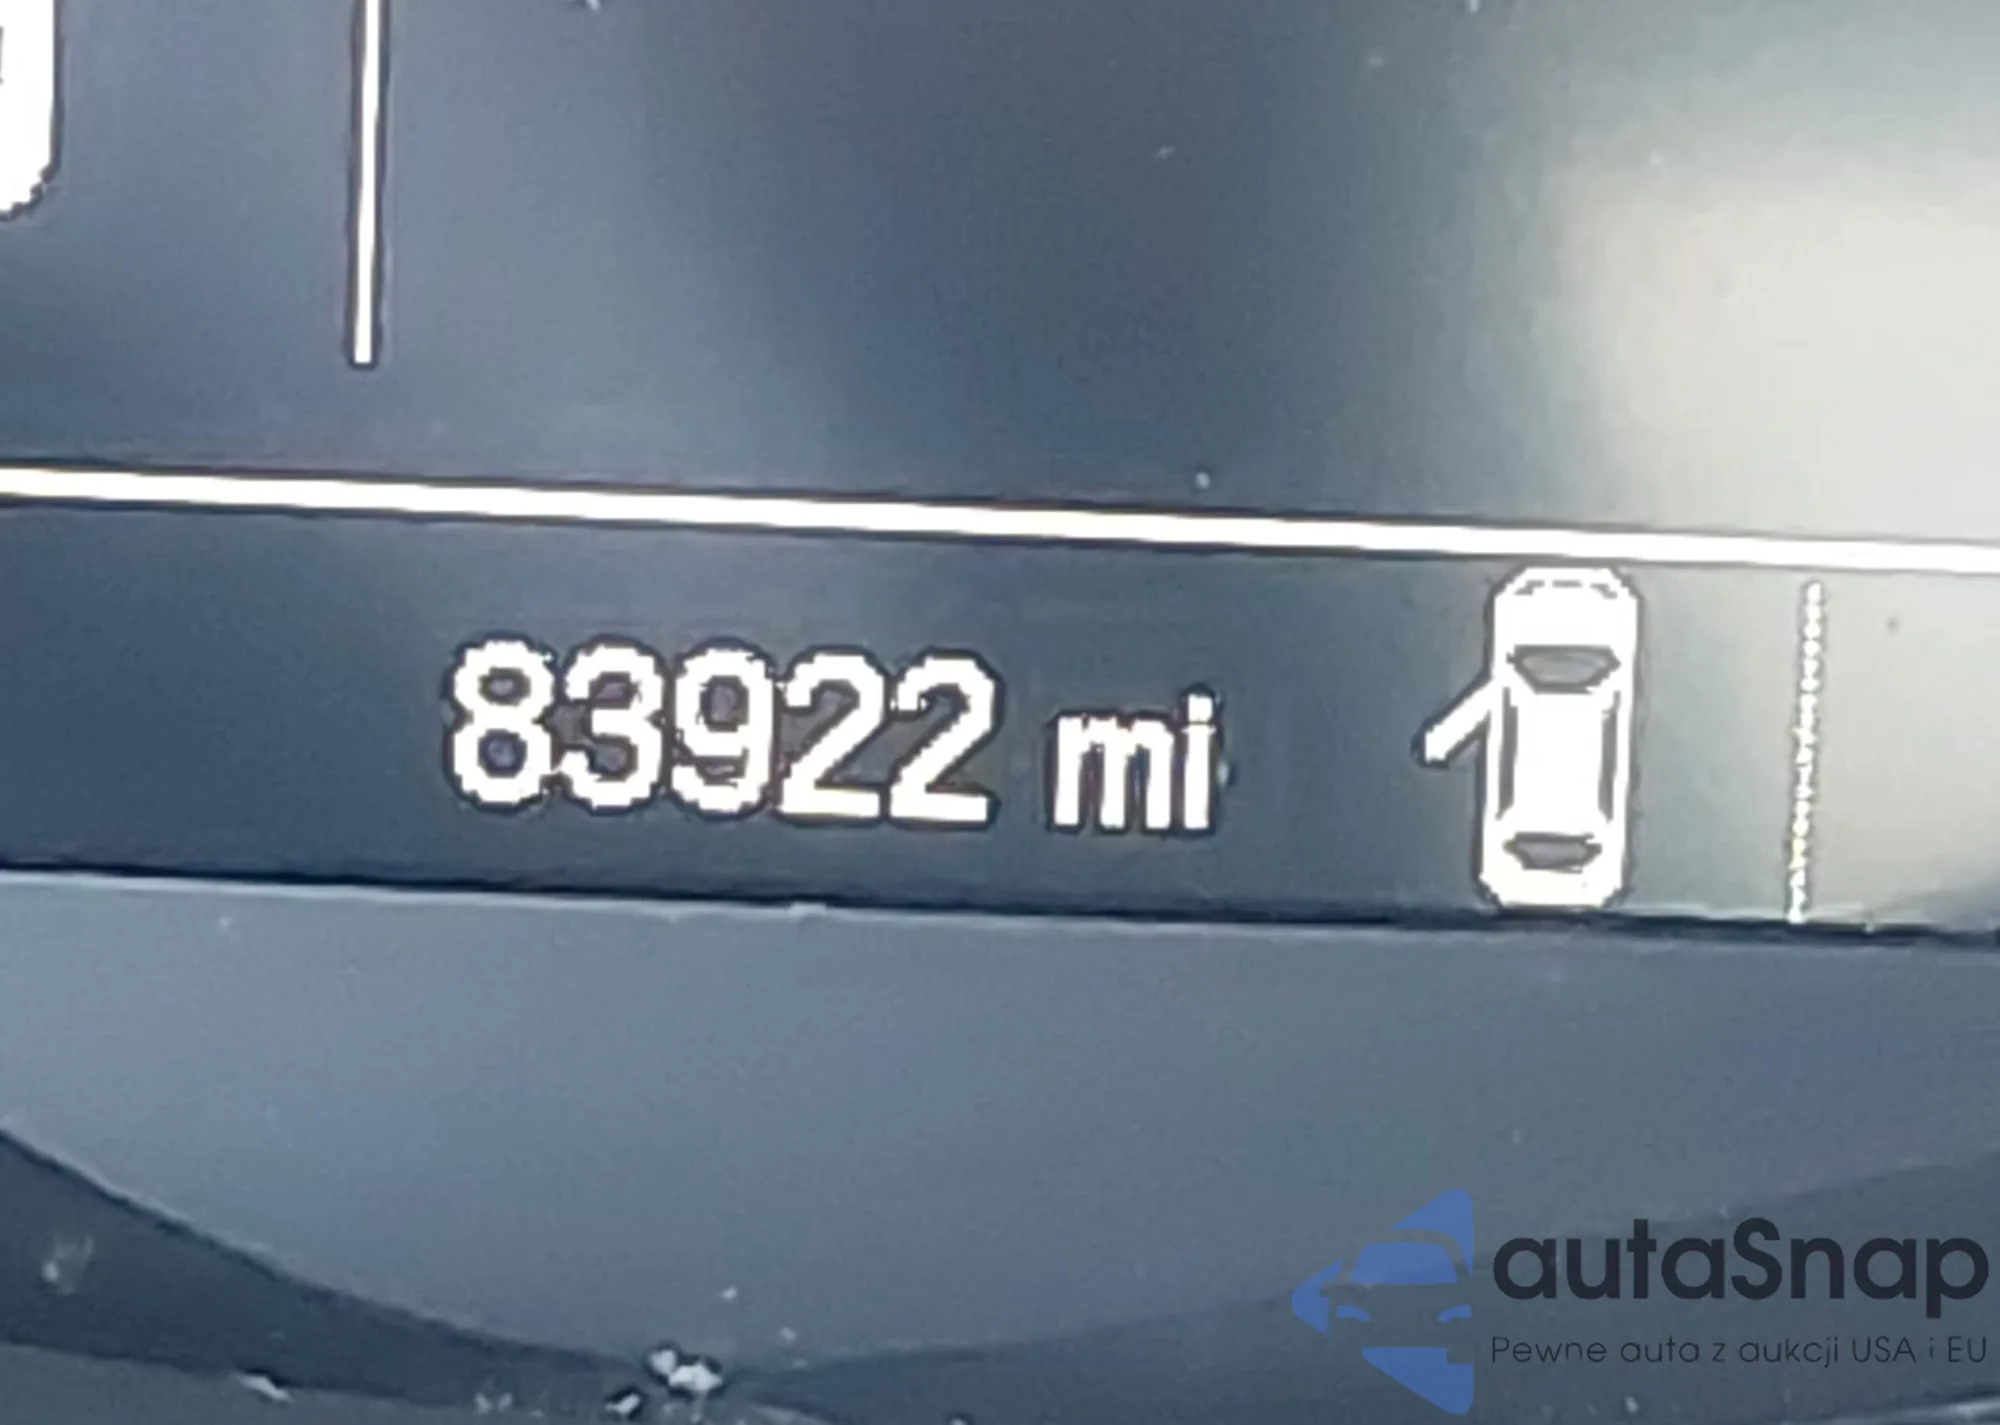 83922 mi
autaSnap
Pewne auta z aukcji USA i EU